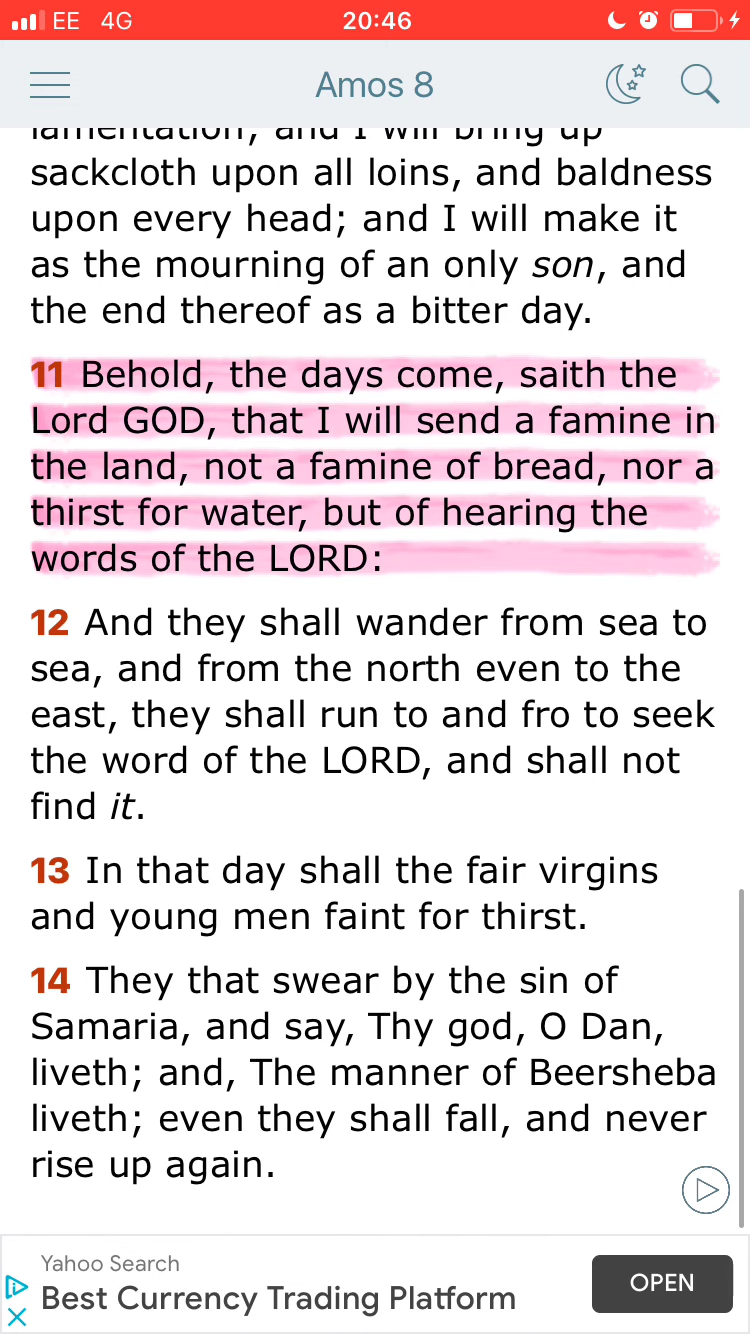 EE 4G 20:46
Amos 8
lamentation, and I will bring up
sackcloth upon all loins, and baldness
upon every head; and I will make it
as the mourning of an only son, and
the end thereof as a bitter day.
11 Behold, the days come, saith the
Lord GOD, that I will send a famine in
the land, not a famine of bread, nor a
thirst for water, but of hearing the
words of the LORD:
12 And they shall wander from sea to
sea, and from the north even to the
east, they shall run to and fro to seek
the word of the LORD, and shall not
find it.
13 In that day shall the fair virgins
and young men faint for thirst.
14 They that swear by the sin of
Samaria, and say, Thy god, O Dan,
liveth; and, The manner of Beersheba
liveth; even they shall fall, and never
rise up again.
Yahoo Search
Best Currency Trading Platform
OPEN